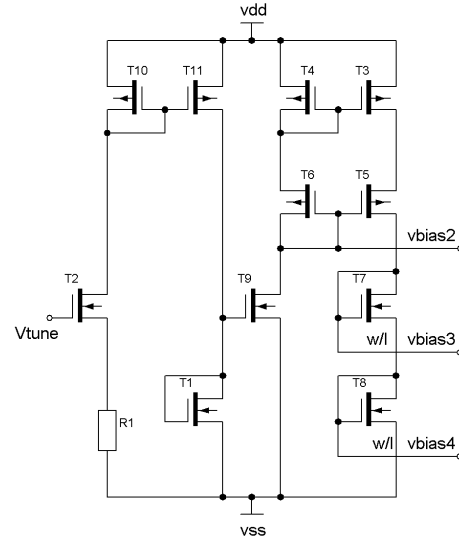 vdd
T10 T11 T4 T3
T6 T5
vbias2
T2 T9 T7
Vtune
w/l vbias3
T1 T8
R1
w/l vbias4
vss